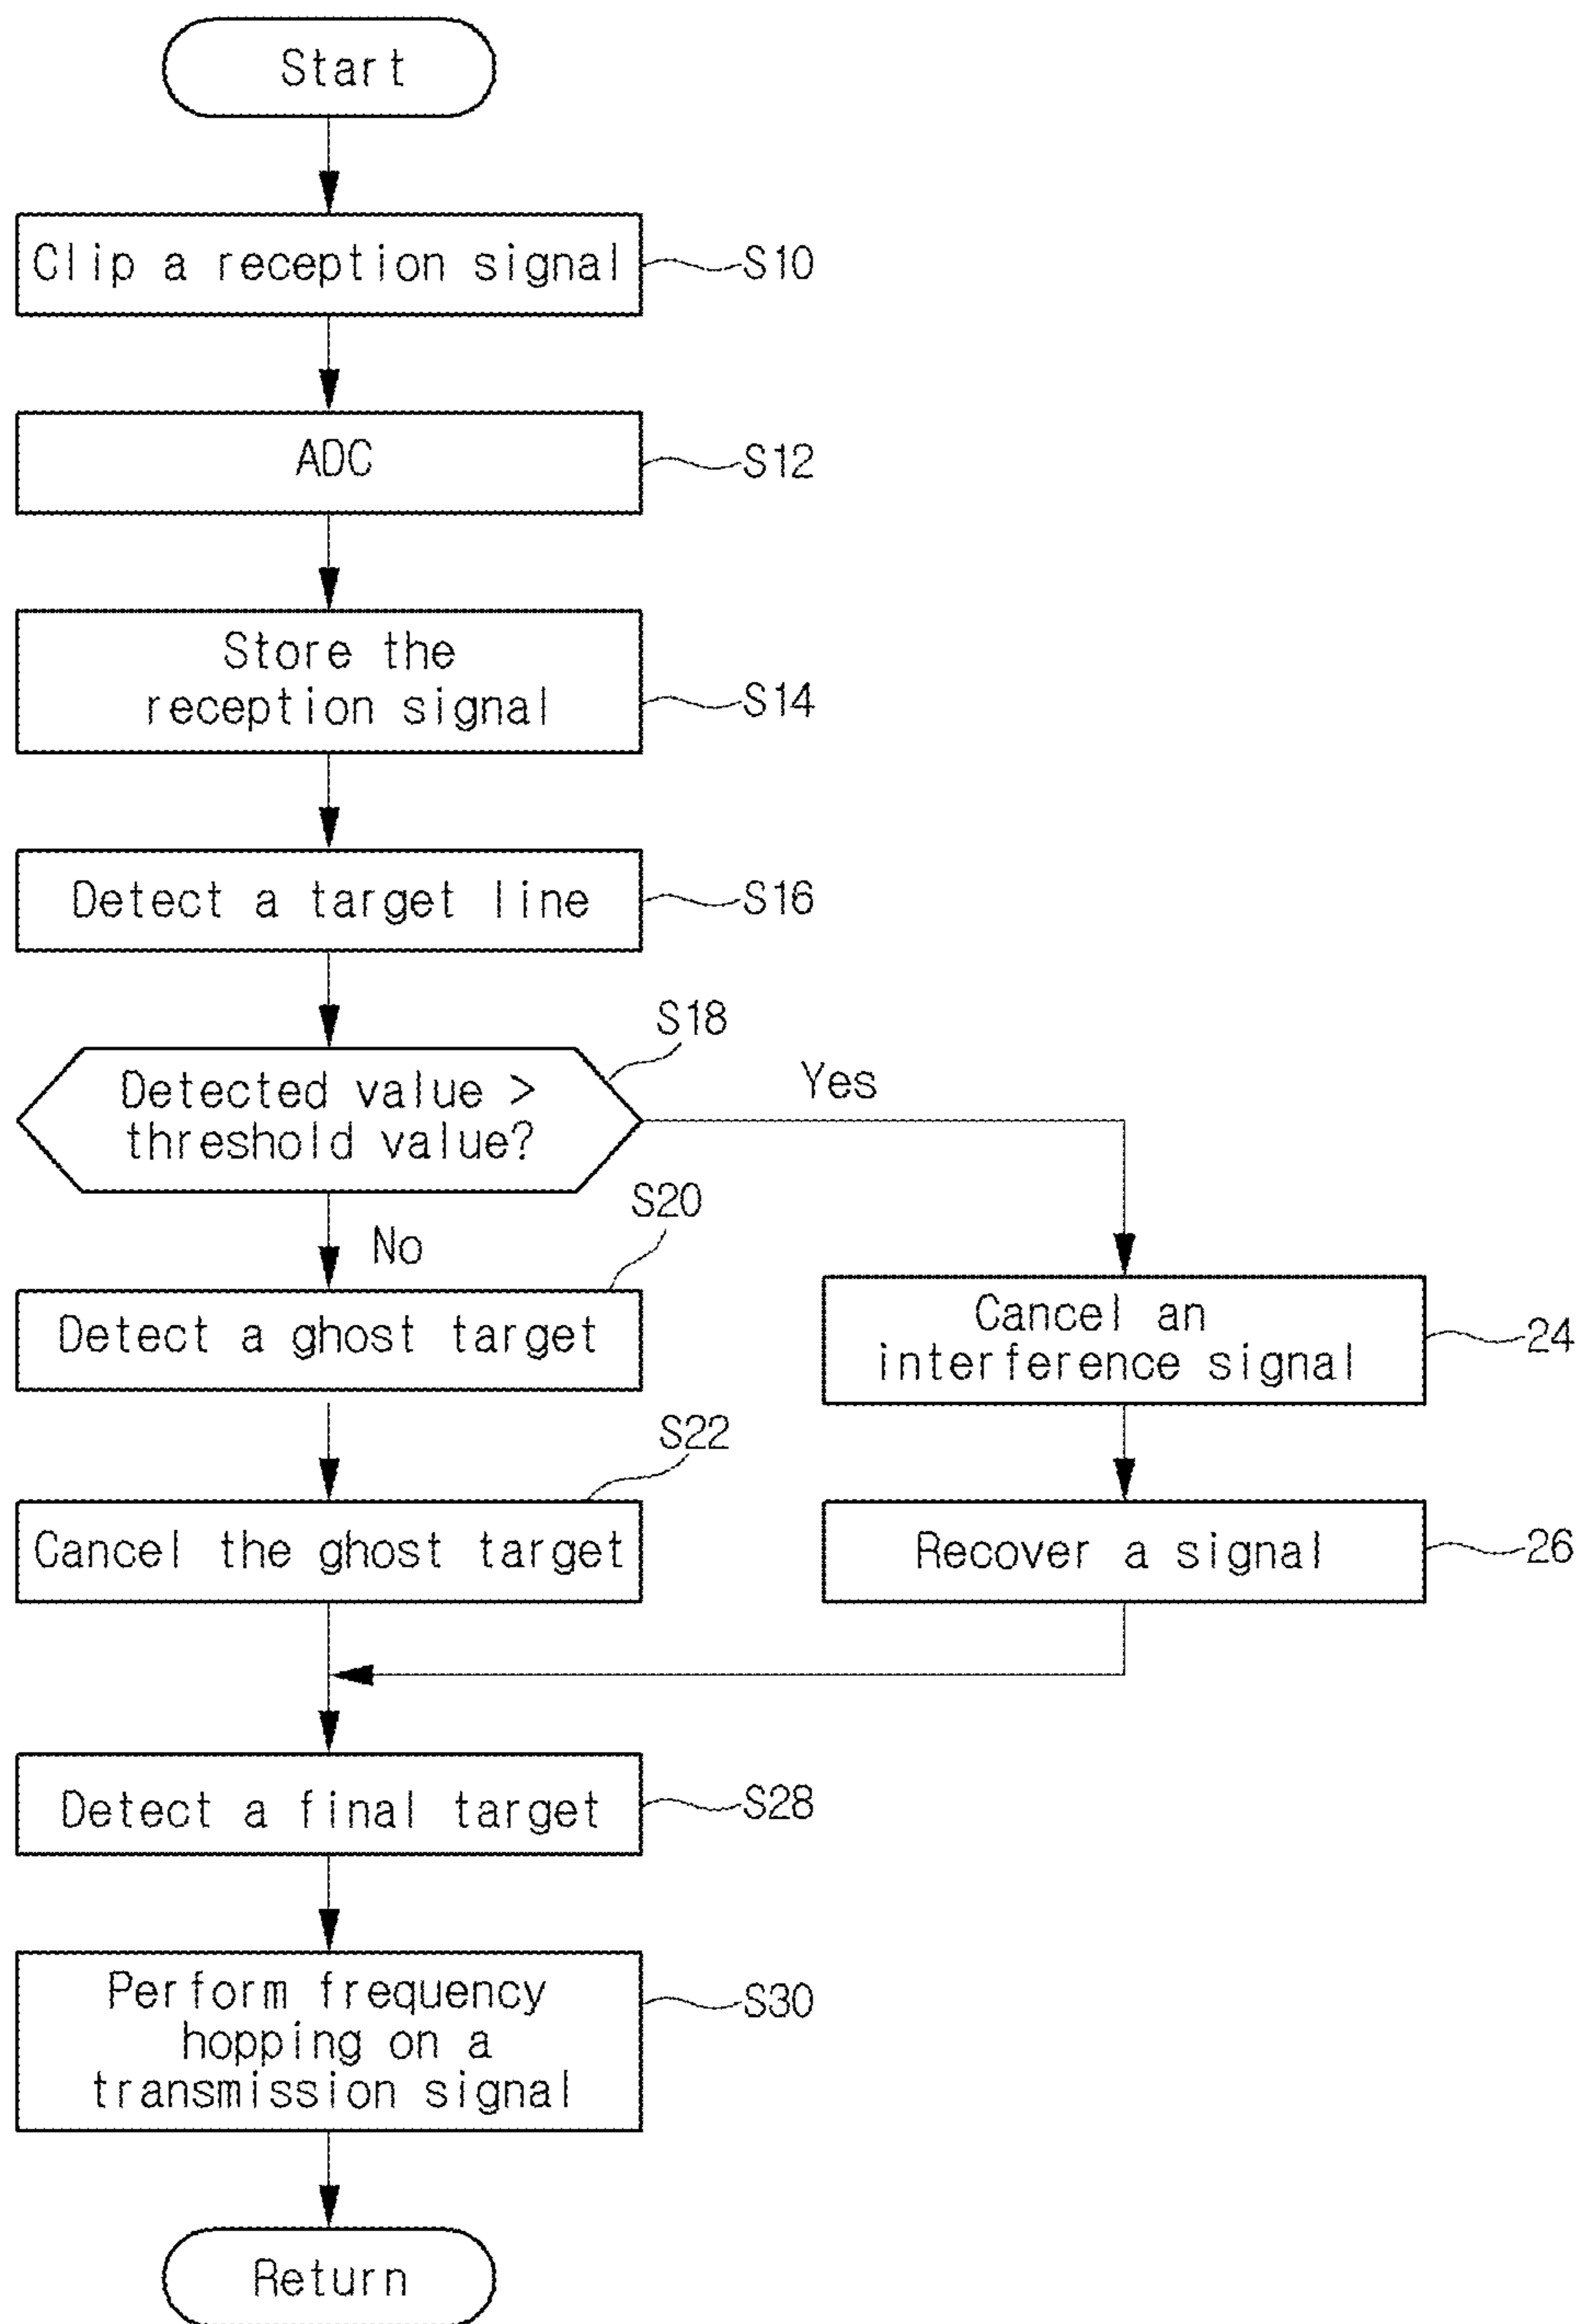 Start
Clip a reception signal
S10
ADC
S12
Store the
reception signal
S14
Detect a target line
S16
S18
Detected value >
threshold value?
Yes
No
S20
Detect a ghost target
Cancel an
interference signal
24
S22
Cancel the ghost target
Recover a signal
26
Detect a final target
S28
Perform frequency
hopping on a
transmission signal
S30
Return